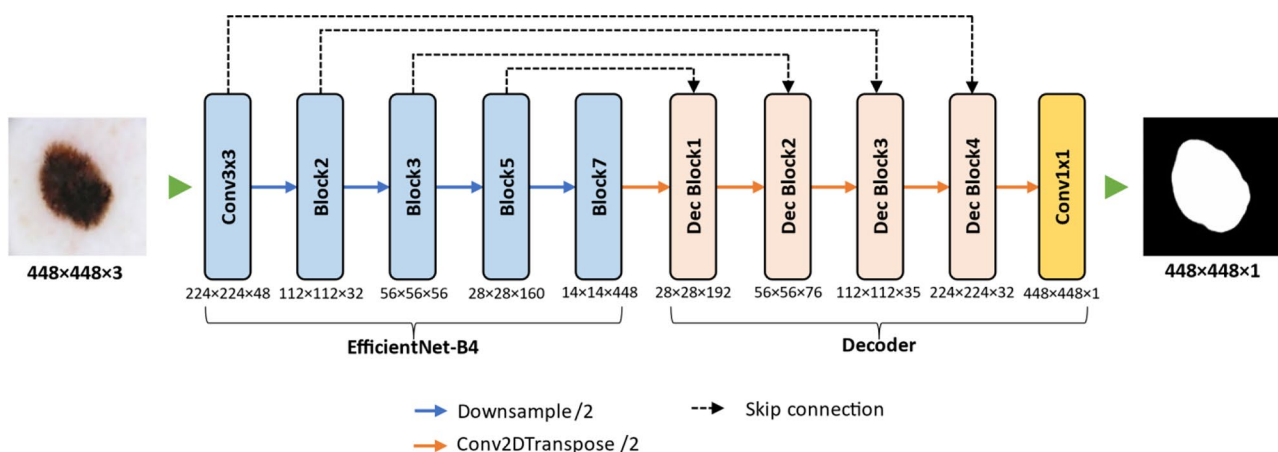 Conv3x3
Block2
Block3
Block5
Block7
Dec Block1
Dec Block2
Dec Block3
Dec Block4
Conv1x1
448×448×3
448×448×1
224×224×48
112×112×32
56×56×56
28×28×160
14×14×448
28×28×192
56×56×76
112×112×35
224×224×32
448×448×1
EfficientNet-B4
Decoder
Downsample/2
Skip connection
Conv2DTranspose/2